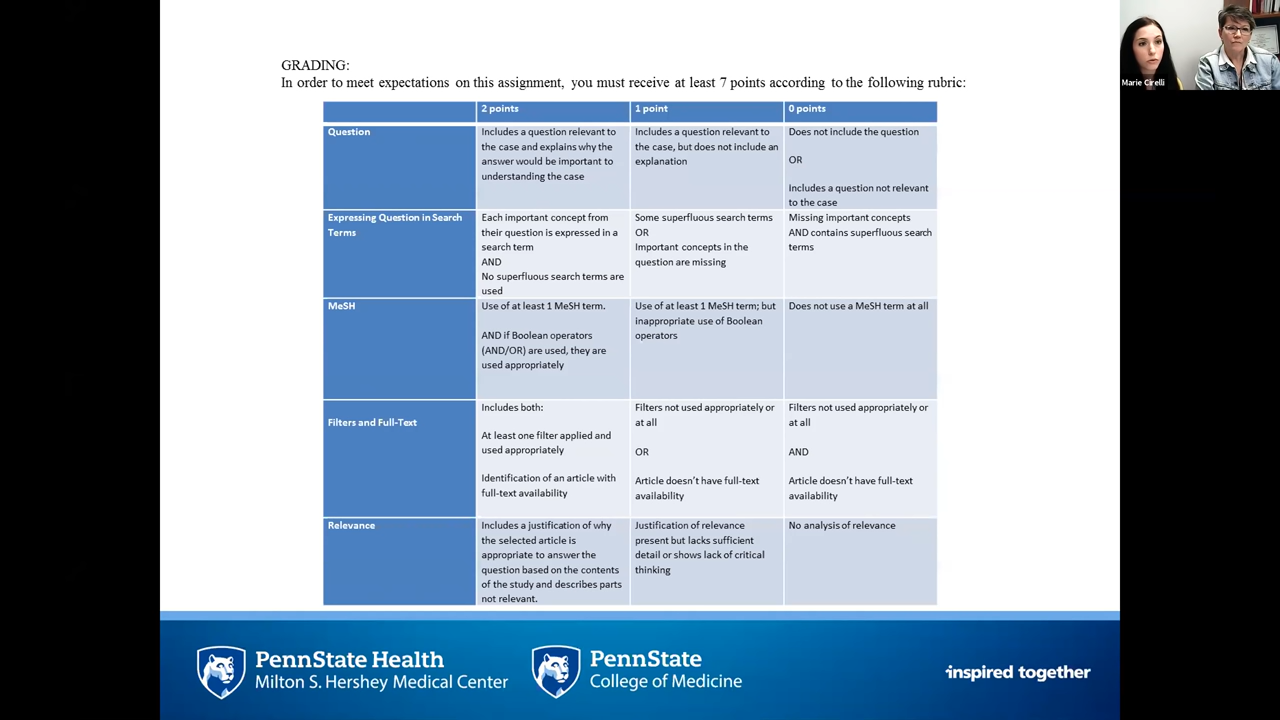 GRADING:
In order to meet expectations on this assignment, you must receive at least 7 points according to the following rubric:
2 points
1 point
0 points
Question
Includes a question relevant to
the case and explains why the
answer would be important to
understanding the case
Includes a question relevant to
the case, but does not include an
explanation
Does not include the question
OR
Includes a question not relevant
to the case
Expressing Question in Search
Terms
Each important concept from
their question is expressed in a
search term
AND
No superfluous search terms are
used
Some superfluous search terms
OR
Important concepts in the
question are missing
Missing important concepts
AND contains superfluous search
terms
MeSH
Use of at least 1 MeSH term.
AND if Boolean operators
(AND/OR) are used, they are
used appropriately
Use of at least 1 MeSH term; but
inappropriate use of Boolean
operators
Does not use a MeSH term at all
Filters and Full-Text
Includes both:
At least one filter applied and
used appropriately
Identification of an article with
full-text availability
Filters not used appropriately or
at all
OR
Article doesn't have full-text
availability
Filters not used appropriately or
at all
AND
Article doesn't have full-text
availability
Relevance
Includes a justification of why
the selected article is
appropriate to answer the
question based on the contents
of the study and describes parts
not relevant.
Justification of relevance
present but lacks sufficient
detail or shows lack of critical
thinking
No analysis of relevance
PennState Health
Milton S. Hershey Medical Center
PennState
College of Medicine
inspired together
Marie Cirelli